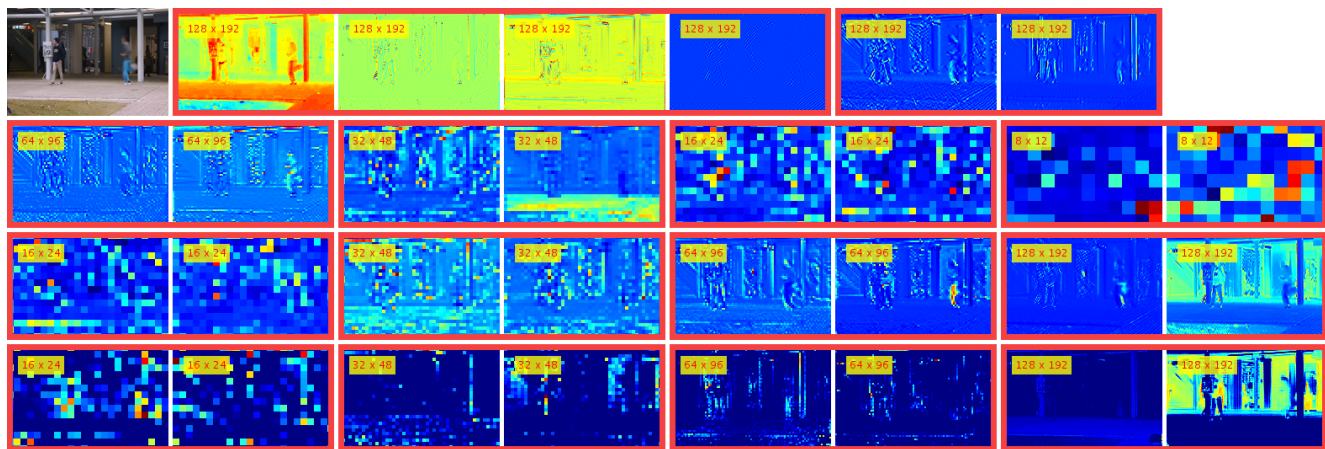 128 x 192 128 x 192 128 x 192 128 x 192 128 x 192 128 x 192
64 x 96 64 x 96 32 x 48 32 x 48 16 x 24 16 x 24 8 x 12 8 x 12
16 x 24 16 x 24 32 x 48 32 x 48 64 x 96 64 x 96 128 x 192 128 x 192
16 x 24 16 x 24 32 x 48 32 x 48 64 x 96 64 x 96 128 x 192 128 x 192